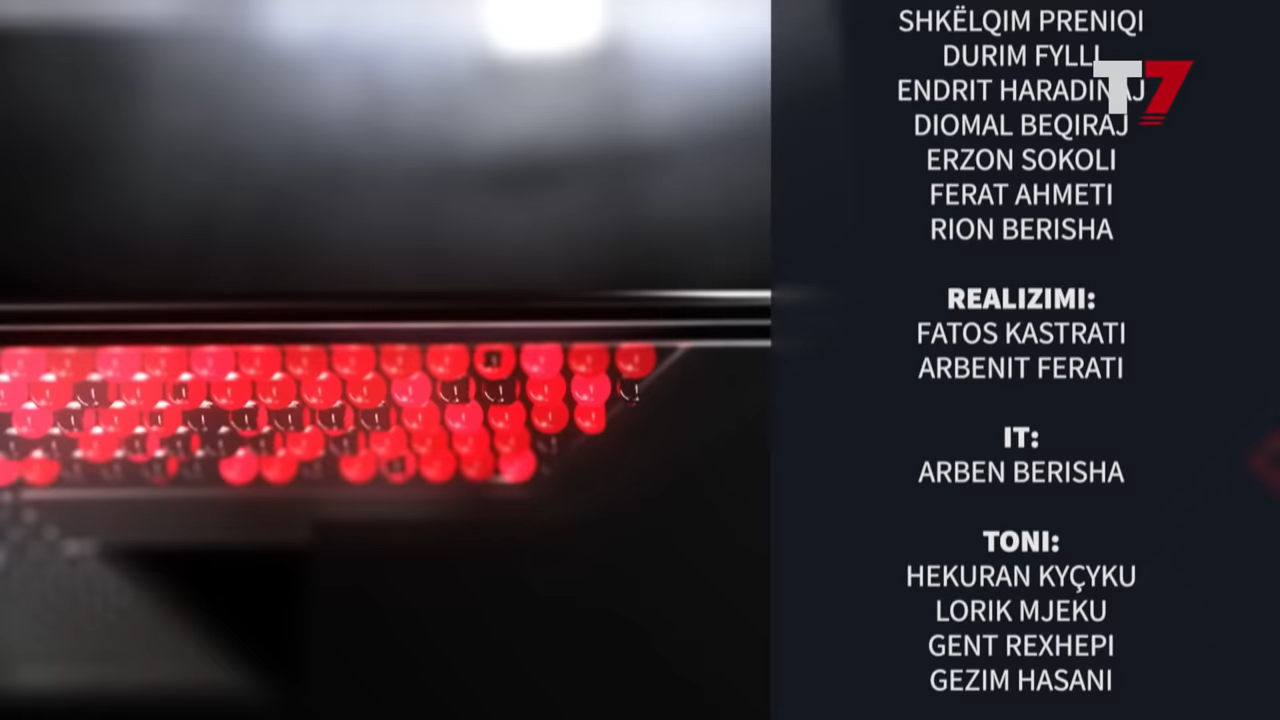 SHKËLQIM PRENIQI
DURIM FYLLI
T7
ENDRIT HARADINAJ
DIOMAL BEQIRAJ
ERZON SOKOLI
FERAT AHMETI
RION BERISHA
REALIZIMI:
FATOS KASTRATI
ARBENIT FERATI
IT:
ARBEN BERISHA
TONI:
HEKURAN KYÇYKU
LORIK MJEKU
GENT REXHEPI
GEZIM HASANI